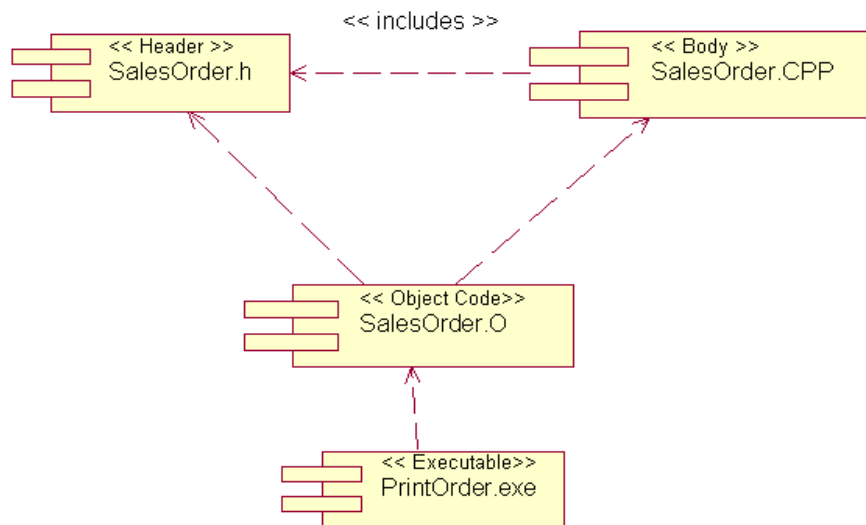 << includes >>
<< Header >>
SalesOrder.h
<< Body >>
SalesOrder.CPP
<< Object Code>>
SalesOrder.O
<< Executable>>
PrintOrder.exe